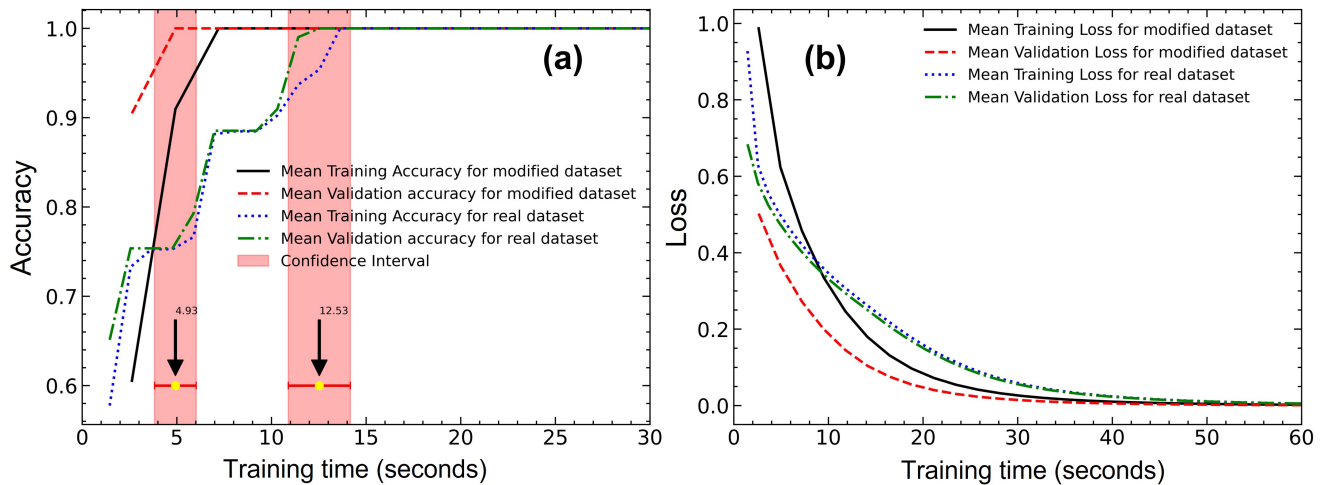 1.0
0.9
0.8
0.7
0.6
Accuracy
(a)
Mean Training Accuracy for modified dataset
Mean Validation accuracy for modified dataset
Mean Training Accuracy for real dataset
Mean Validation accuracy for real dataset
Confidence Interval
4.93
12.53
0 5 10 15 20 25 30
Training time (seconds)
1.0
0.8
0.6
0.4
0.2
0.0
Loss
(b)
Mean Training Loss for modified dataset
Mean Validation Loss for modified dataset
Mean Training Loss for real dataset
Mean Validation Loss for real dataset
0 10 20 30 40 50 60
Training time (seconds)